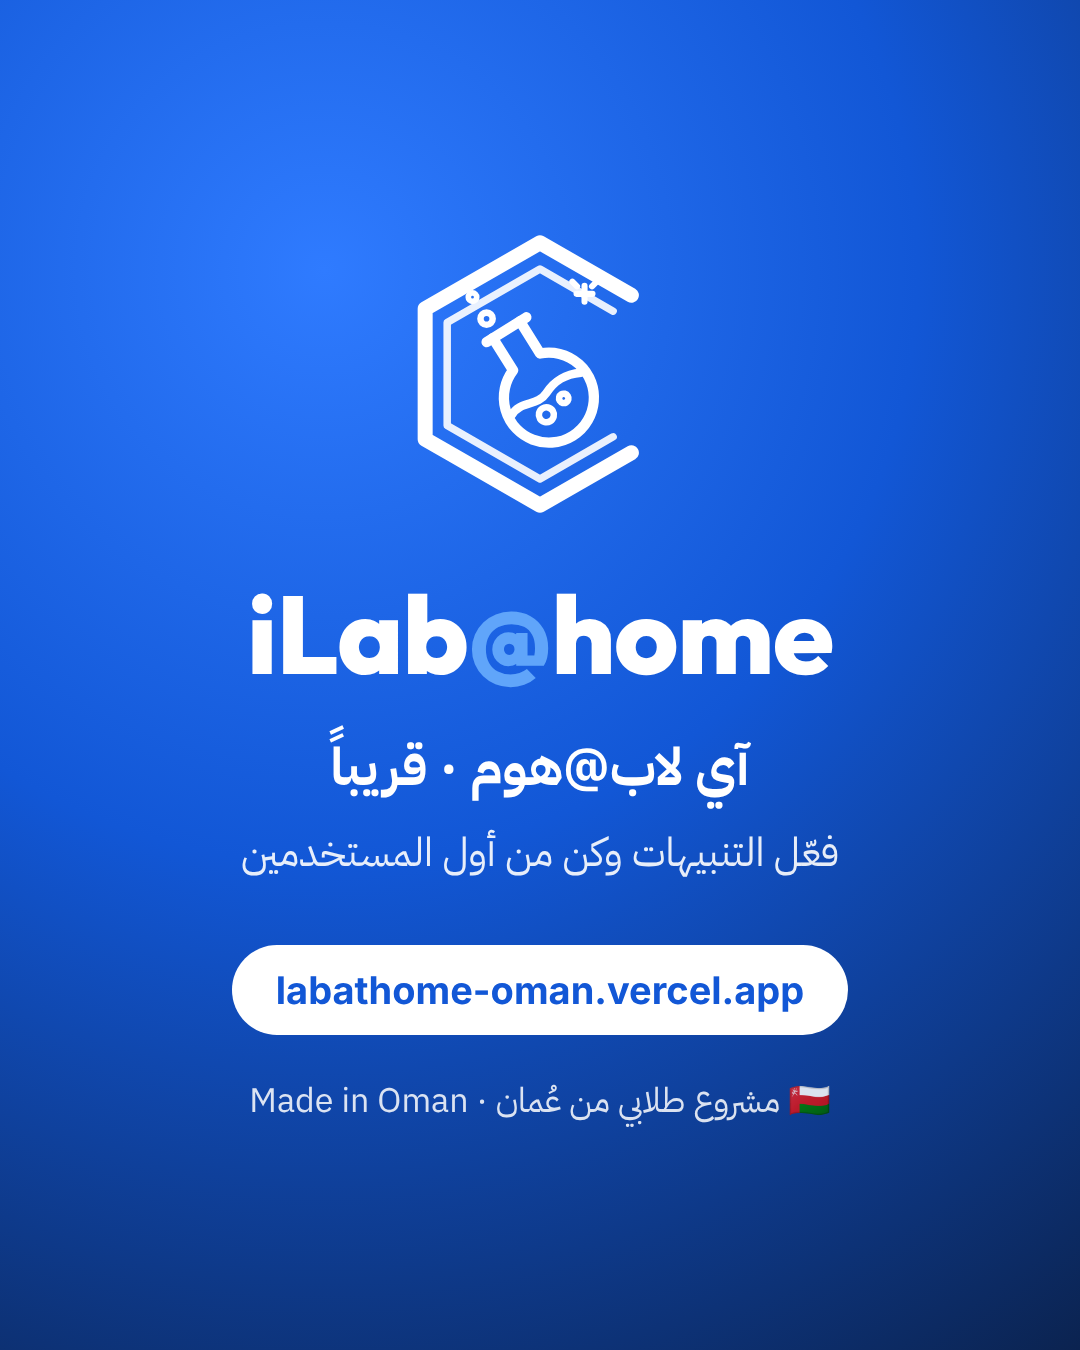 iLab@home
آي لاب@هوم · قريباً
فعّل التنبيهات وكن من أول المستخدمين
labathome-oman.vercel.app
🇴🇲 مشروع طلابي من عُمان · Made in Oman